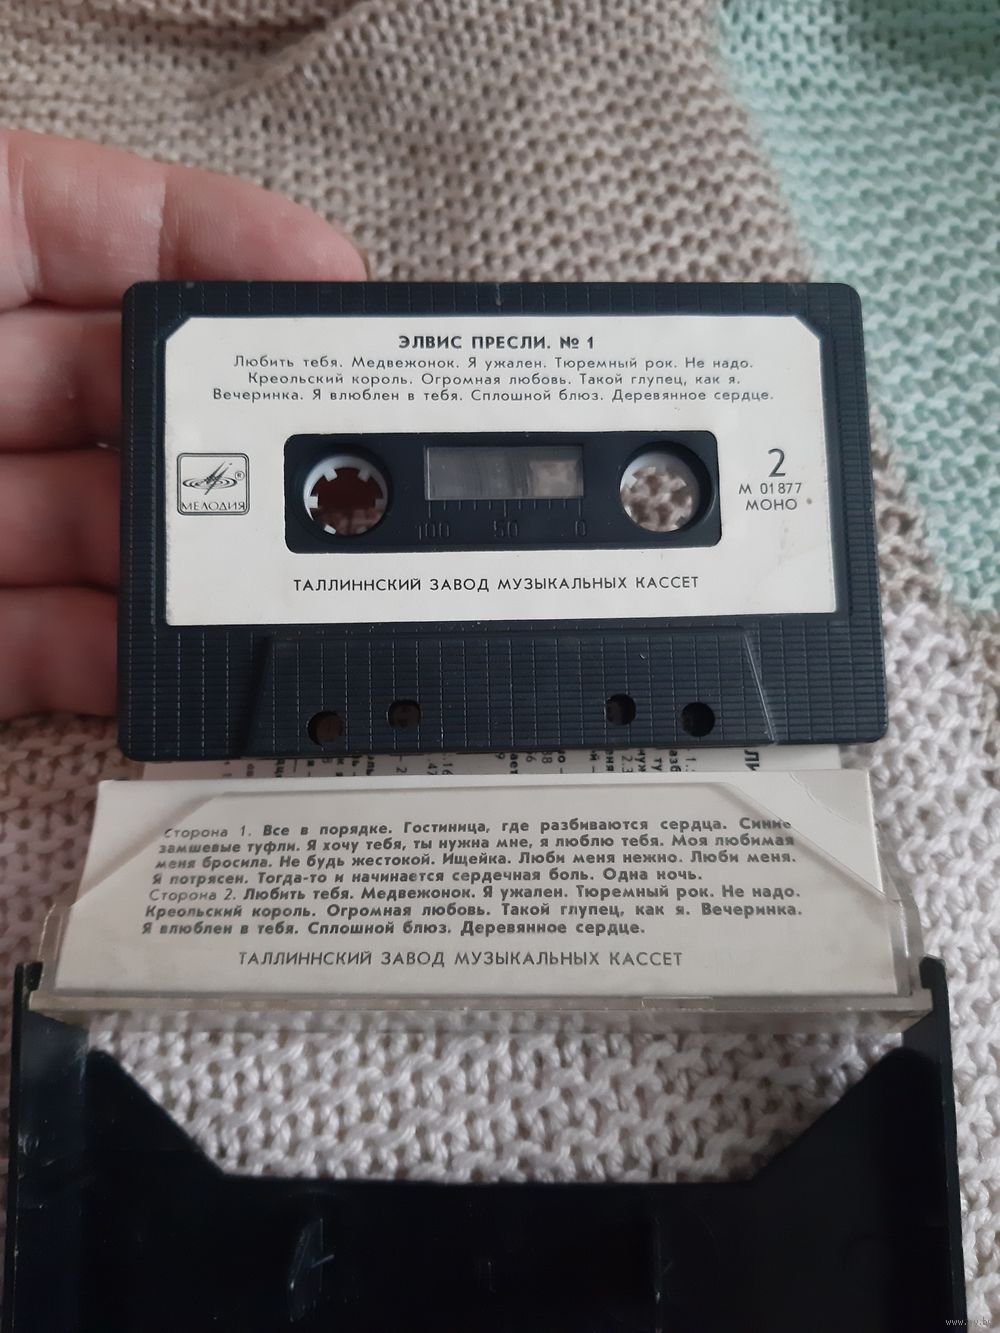 ЭЛВИС ПРЕСЛИ. № 1
Любить тебя. Медвежонок. Я ужален. Тюремный рок. Не надо.
Креольский король. Огромная любовь. Такой глупец, как я.
Вечеринка. Я влюблен в тебя. Сплошной блюз. Деревянное сердце.
МЕЛОДИЯ ®
2
М 01877
МОНО
100 50 0
ТАЛЛИННСКИЙ ЗАВОД МУЗЫКАЛЬНЫХ КАССЕТ
Сторона 1. Все в порядке. Гостиница, где разбиваются сердца. Синие
замшевые туфли. Я хочу тебя, ты нужна мне, я люблю тебя. Моя любимая
меня бросила. Не будь жестокой. Ищейка. Люби меня нежно. Люби меня.
Я потрясен. Тогда-то и начинается сердечная боль. Одна ночь.
Сторона 2. Любить тебя. Медвежонок. Я ужален. Тюремный рок. Не надо.
Креольский король. Огромная любовь. Такой глупец, как я. Вечеринка.
Я влюблен в тебя. Сплошной блюз. Деревянное сердце.
ТАЛЛИННСКИЙ ЗАВОД МУЗЫКАЛЬНЫХ КАССЕТ